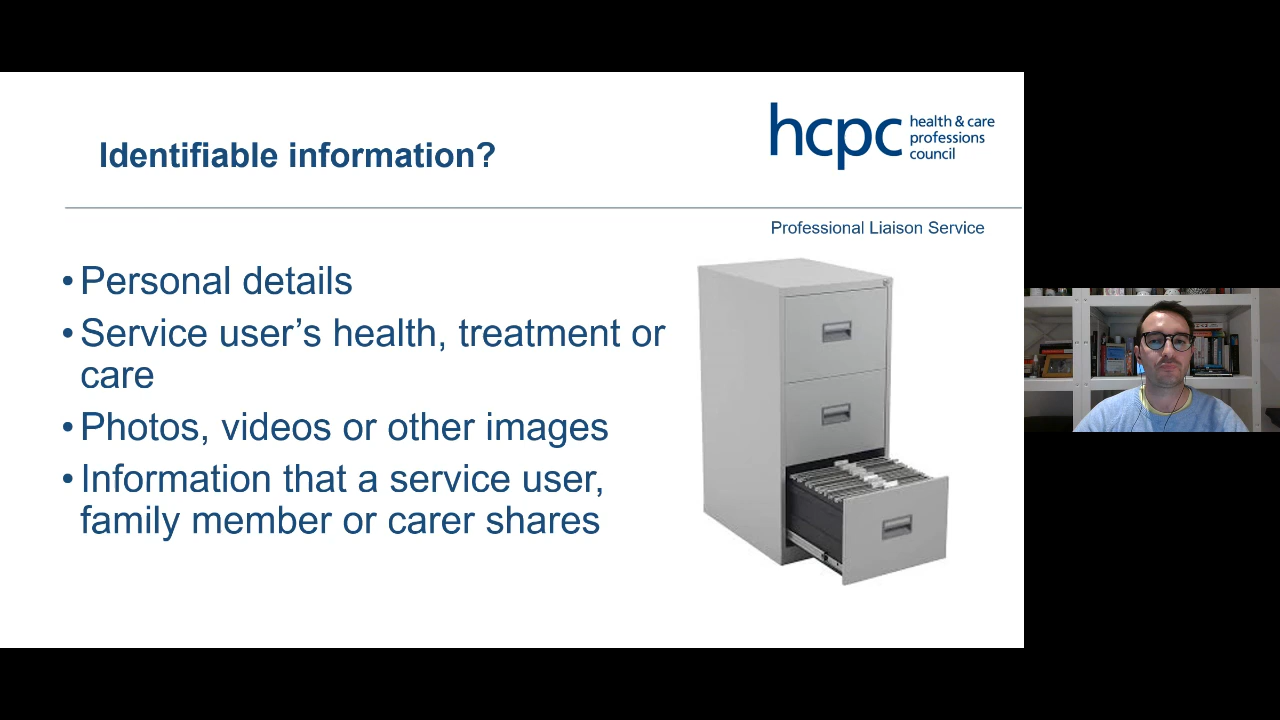 Identifiable information?
hcpc
health & care
professions
council
Professional Liaison Service
• Personal details
• Service user’s health, treatment or
care
• Photos, videos or other images
• Information that a service user,
family member or carer shares